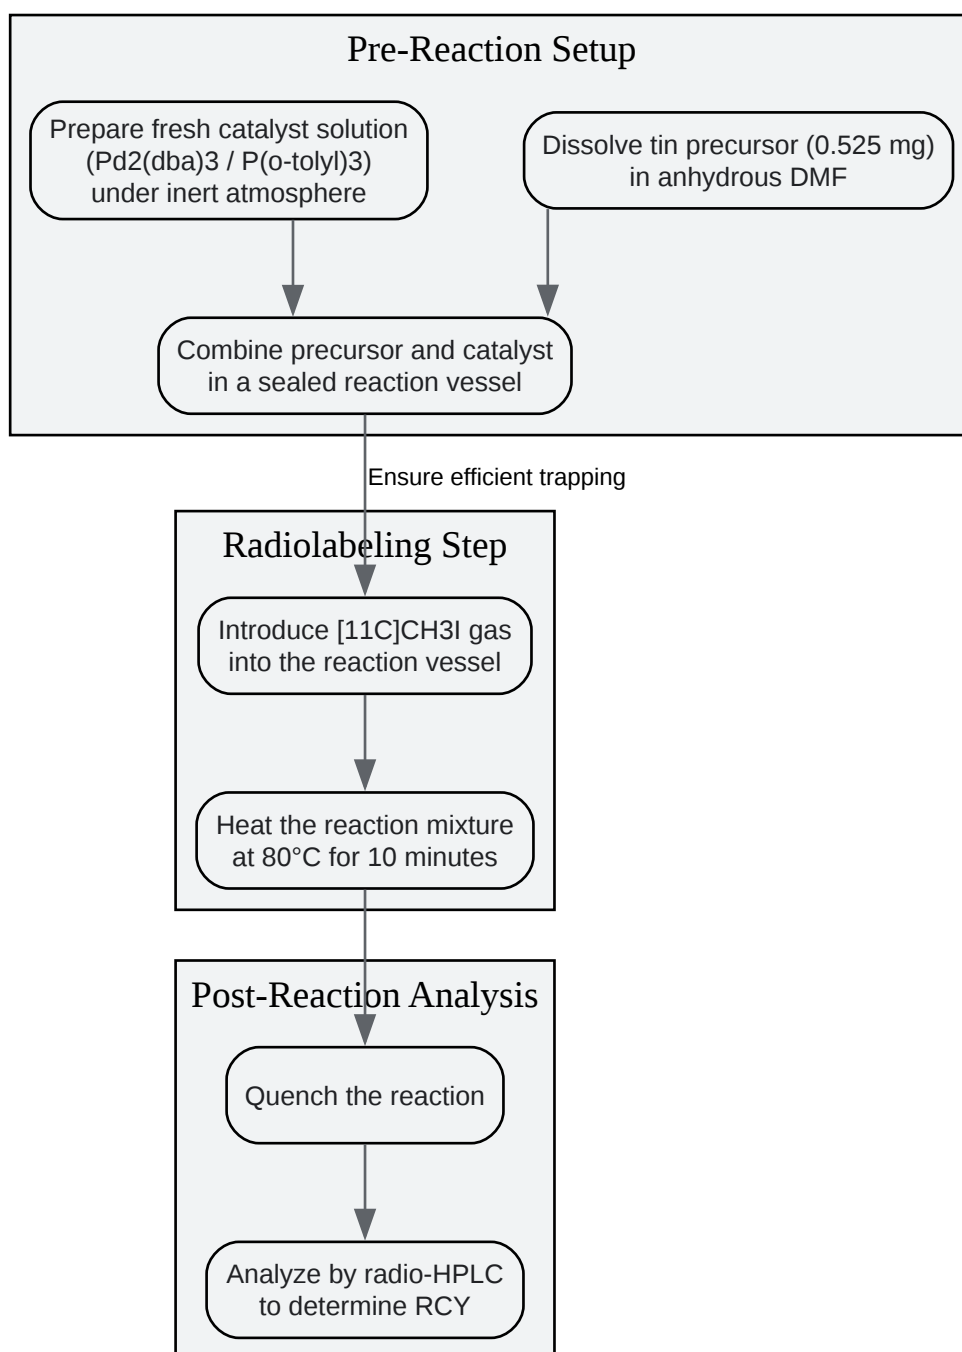 Pre-Reaction Setup
Prepare fresh catalyst solution
(Pd2(dba)3 / P(o-tolyl)3)
under inert atmosphere
Dissolve tin precursor (0.525 mg)
in anhydrous DMF
Combine precursor and catalyst
in a sealed reaction vessel
Ensure efficient trapping
Radiolabeling Step
Introduce [11C]CH3I gas
into the reaction vessel
Heat the reaction mixture
at 80°C for 10 minutes
Post-Reaction Analysis
Quench the reaction
Analyze by radio-HPLC
to determine RCY